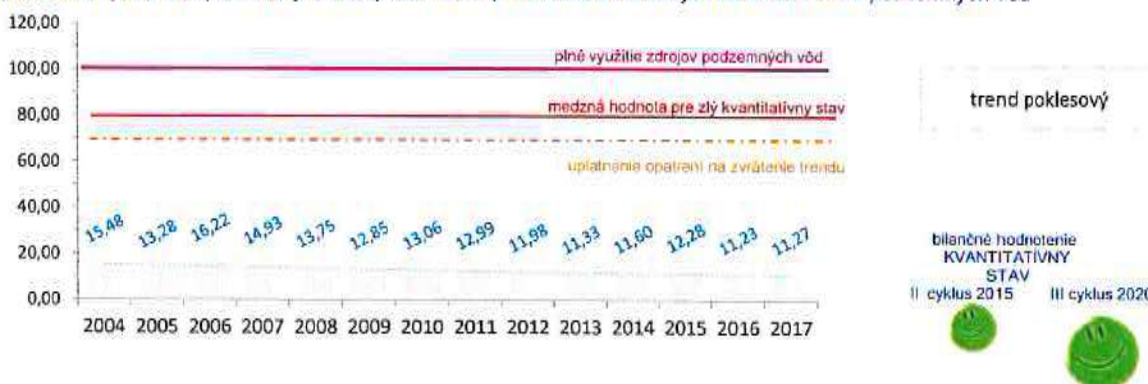 120,00
100,00
80,00
60,00
40,00
20,00
0,00
plné využitie zdrojov podzemných vôd
medzná hodnota pre zlý kvantitatívny stav
uplatnenie opatrení na zvrátenie trendu
15,48 13,28 16,22 14,93 13,75 12,85 13,06 12,99 11,98 11,33 11,60 12,28 11,23 11,27
2004 2005 2006 2007 2008 2009 2010 2011 2012 2013 2014 2015 2016 2017
trend poklesový
bilančné hodnotenie
KVANTITATÍVNY
STAV
II cyklus 2015 III cyklus 2020